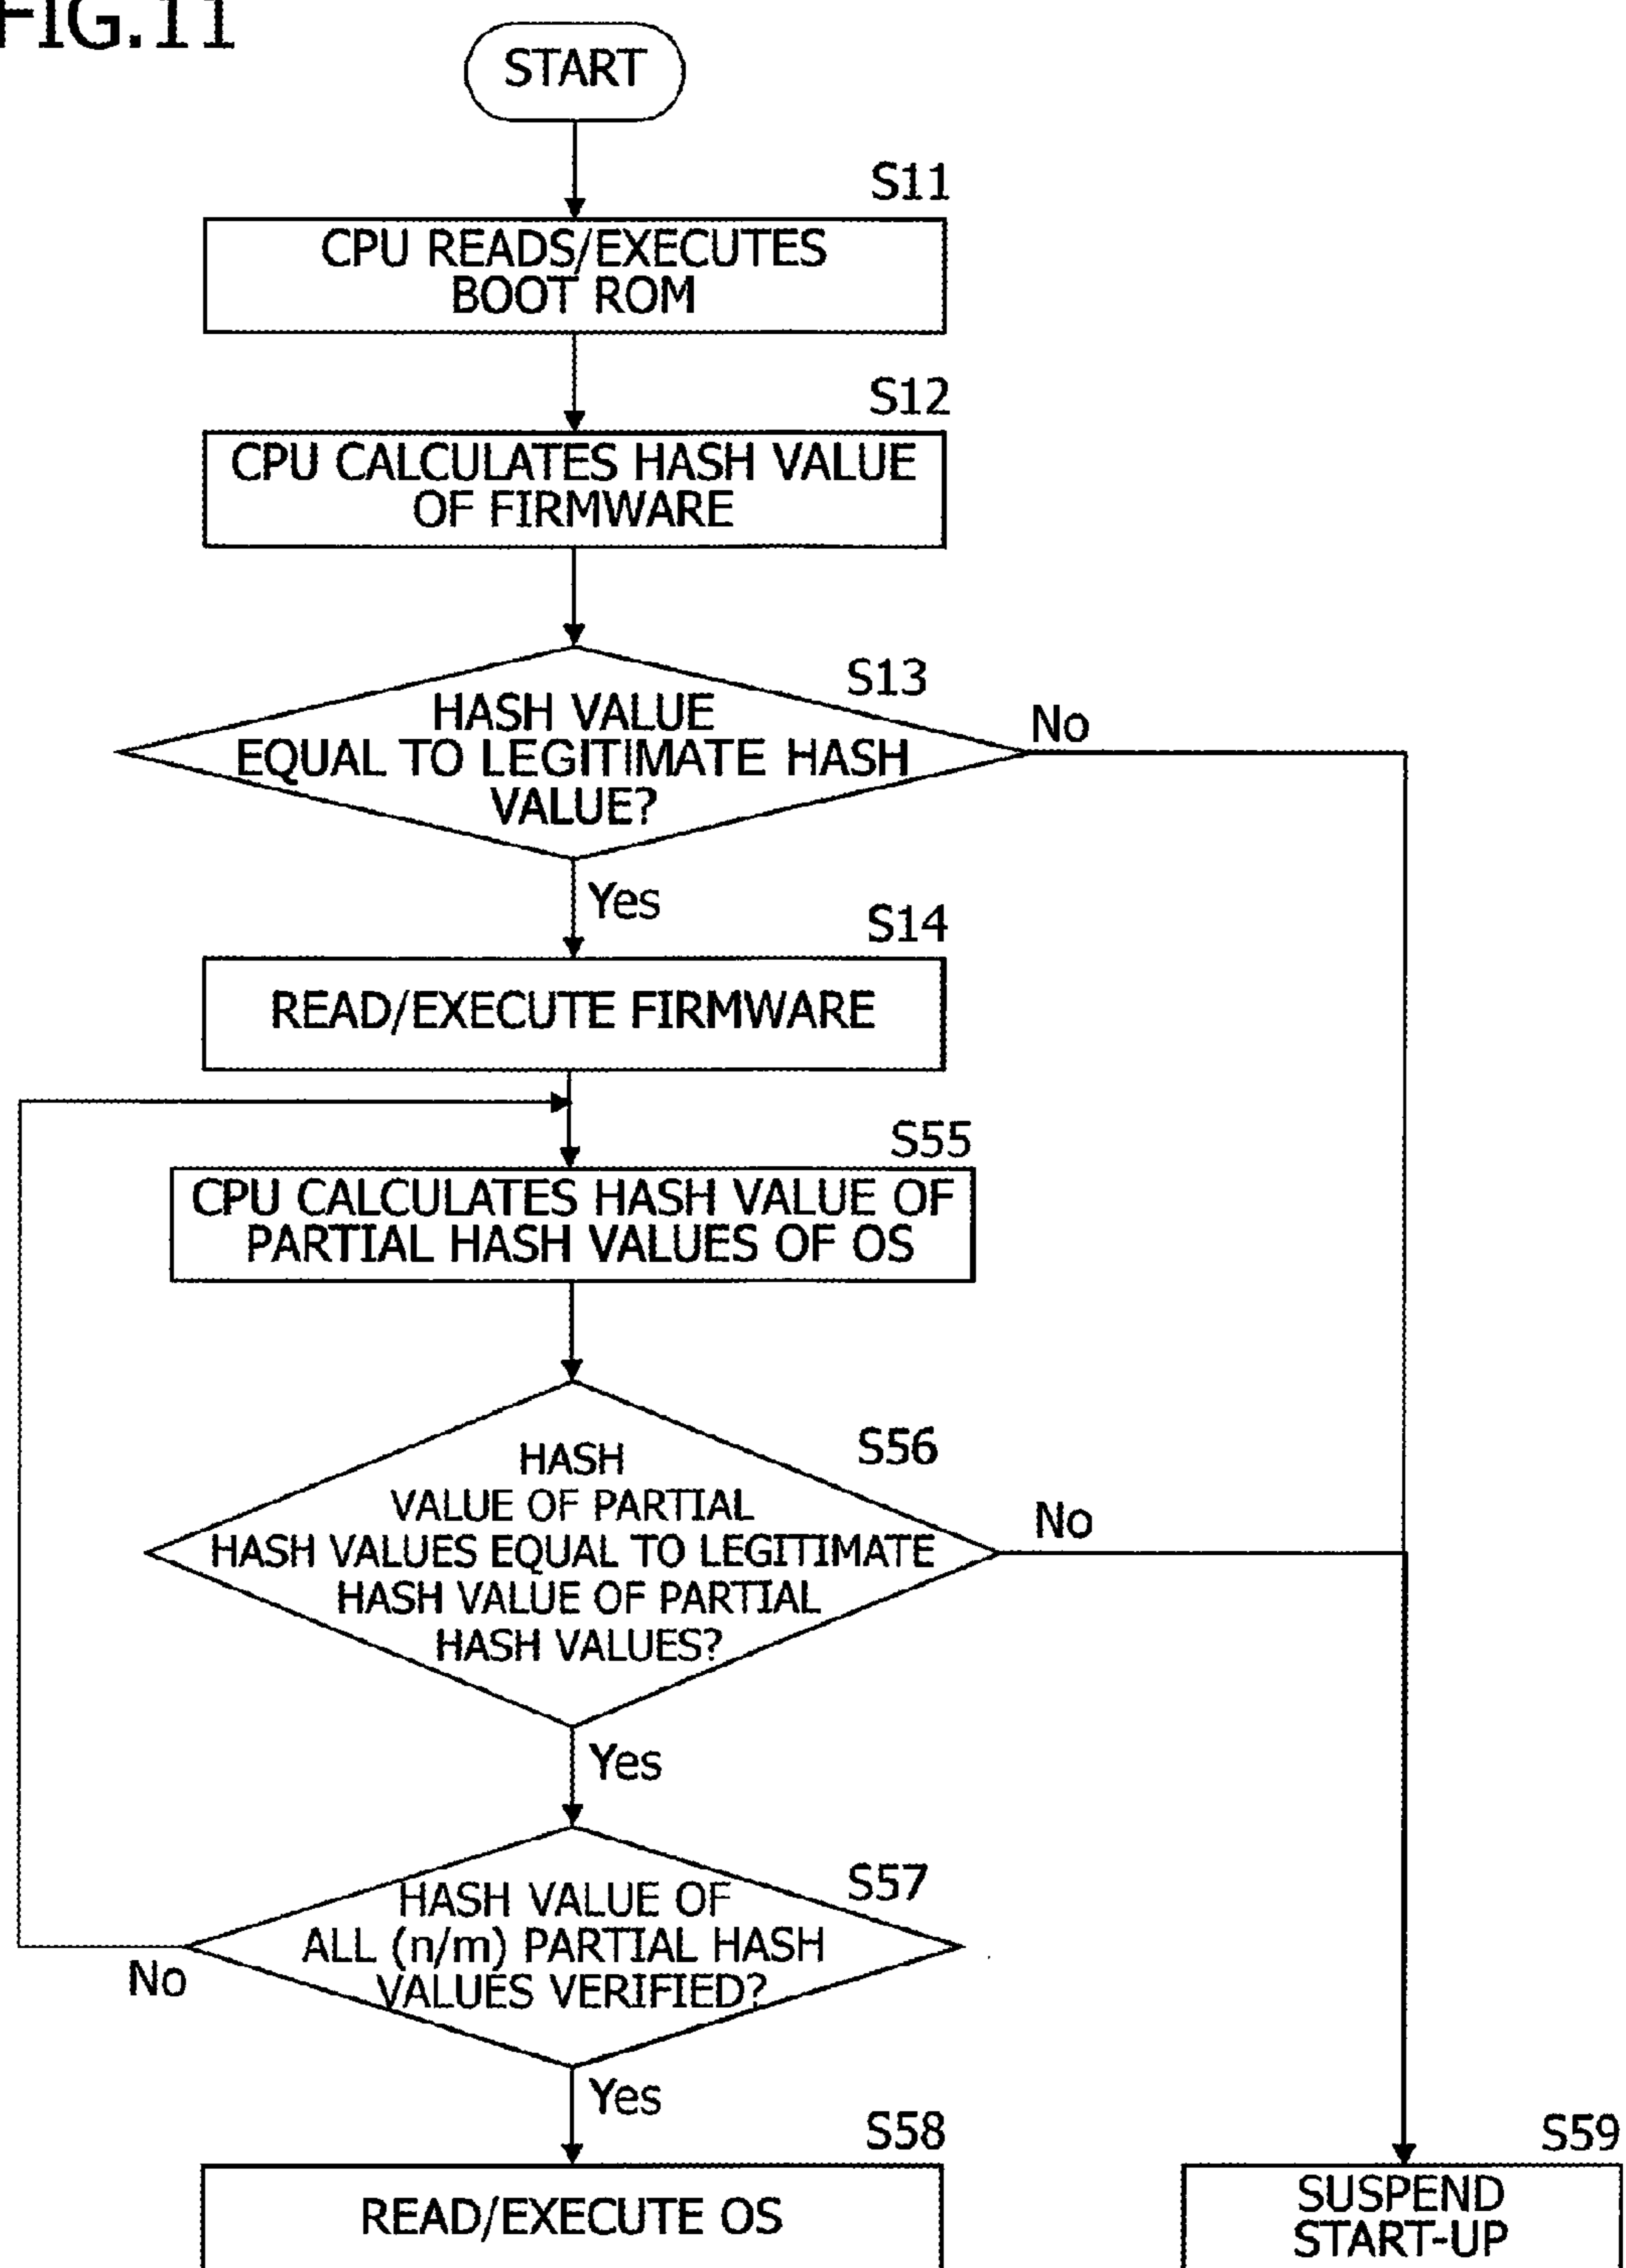 FIG.11
START
S11
CPU READS/EXECUTES
BOOT ROM
S12
CPU CALCULATES HASH VALUE
OF FIRMWARE
S13
HASH VALUE
EQUAL TO LEGITIMATE HASH
VALUE?
No
Yes
S14
READ/EXECUTE FIRMWARE
S55
CPU CALCULATES HASH VALUE OF
PARTIAL HASH VALUES OF OS
S56
HASH
VALUE OF PARTIAL
HASH VALUES EQUAL TO LEGITIMATE
HASH VALUE OF PARTIAL
HASH VALUES?
No
Yes
S57
HASH VALUE OF
ALL (n/m) PARTIAL HASH
VALUES VERIFIED?
No
Yes
S58
READ/EXECUTE OS
S59
SUSPEND
START-UP